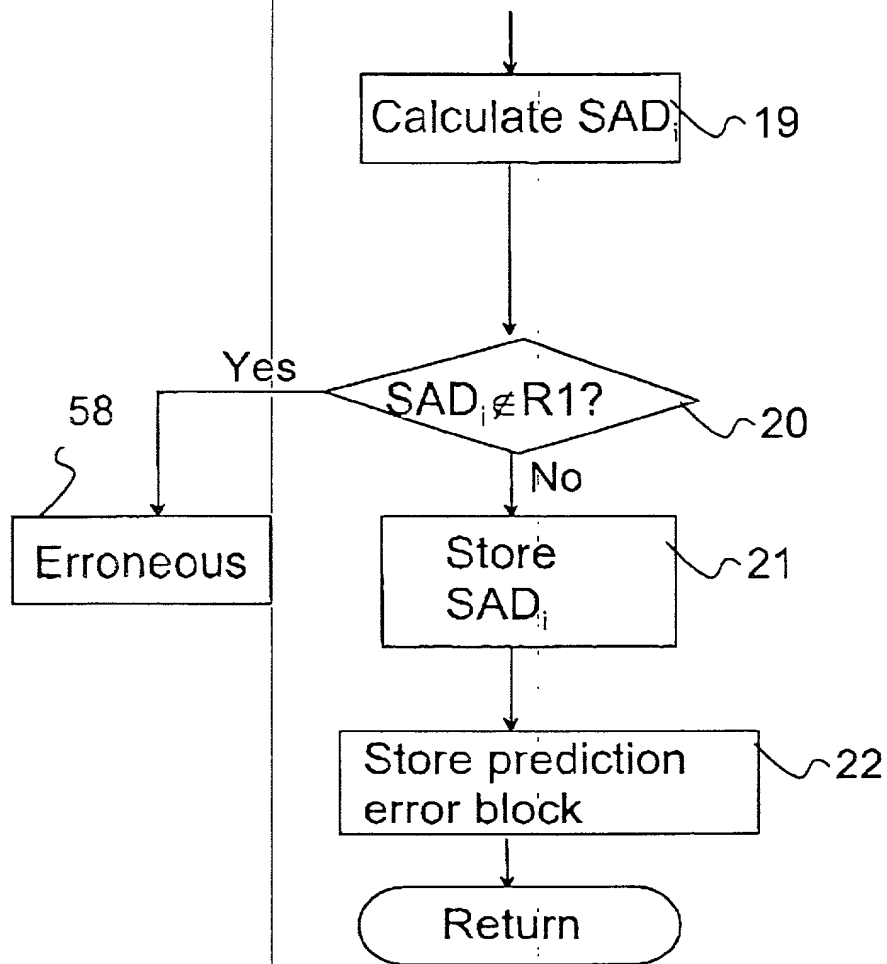 Calculate SADᵢ
19
Yes
SADᵢ∉R1?
20
58
No
Erroneous
Store
SADᵢ
21
Store prediction
error block
22
Return